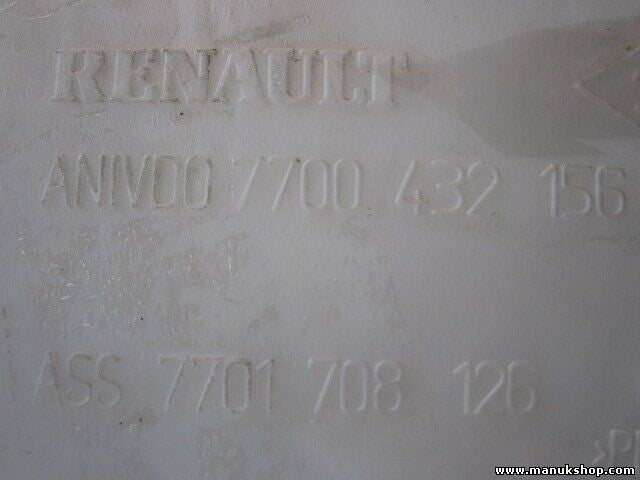 RENAULT
ANIVDO 7700 432 156
ASS 7701 708 126
www.manukshop.com